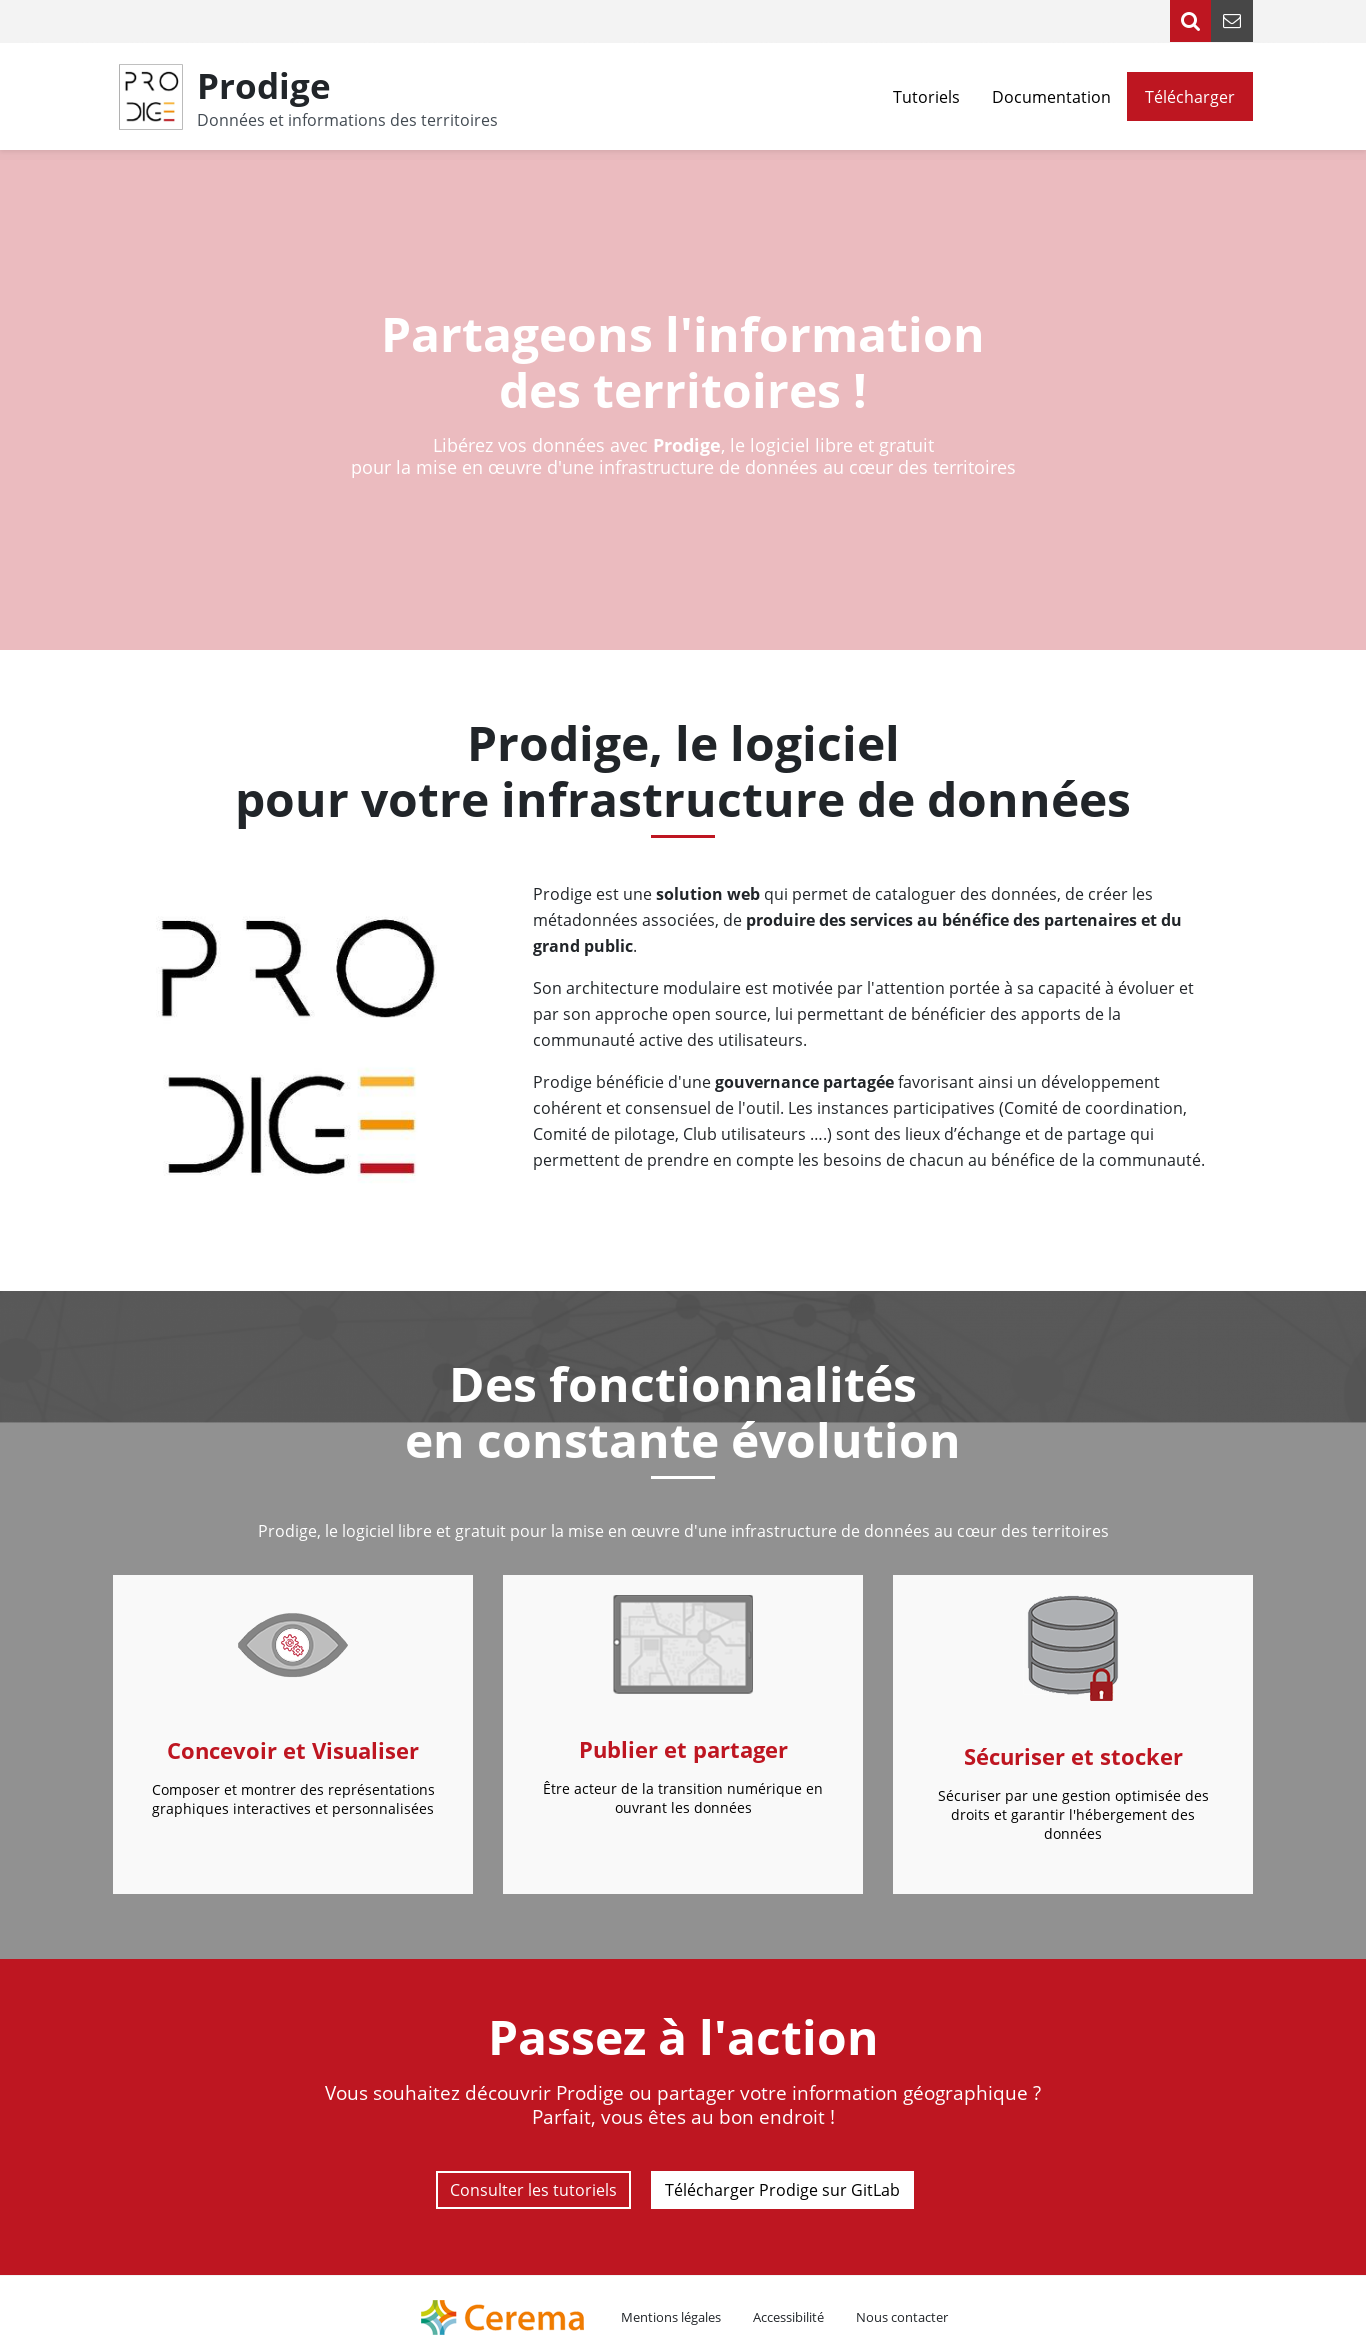 PRO
DIGE
Prodige
Données et informations des territoires
Tutoriels
Documentation
Télécharger
Partageons l'information
des territoires !
Libérez vos données avec Prodige, le logiciel libre et gratuit
pour la mise en œuvre d'une infrastructure de données au cœur des territoires
Prodige, le logiciel
pour votre infrastructure de données
PRO
DIGE
Prodige est une solution web qui permet de cataloguer des données, de créer les
métadonnées associées, de produire des services au bénéfice des partenaires et du
grand public.
Son architecture modulaire est motivée par l'attention portée à sa capacité à évoluer et
par son approche open source, lui permettant de bénéficier des apports de la
communauté active des utilisateurs.
Prodige bénéficie d'une gouvernance partagée favorisant ainsi un développement
cohérent et consensuel de l'outil. Les instances participatives (Comité de coordination,
Comité de pilotage, Club utilisateurs ….) sont des lieux d’échange et de partage qui
permettent de prendre en compte les besoins de chacun au bénéfice de la communauté.
Des fonctionnalités
en constante évolution
Prodige, le logiciel libre et gratuit pour la mise en œuvre d'une infrastructure de données au cœur des territoires
Concevoir et Visualiser
Composer et montrer des représentations
graphiques interactives et personnalisées
Publier et partager
Être acteur de la transition numérique en
ouvrant les données
Sécuriser et stocker
Sécuriser par une gestion optimisée des
droits et garantir l'hébergement des
données
Passez à l'action
Vous souhaitez découvrir Prodige ou partager votre information géographique ?
Parfait, vous êtes au bon endroit !
Consulter les tutoriels
Télécharger Prodige sur GitLab
Cerema
Mentions légales
Accessibilité
Nous contacter